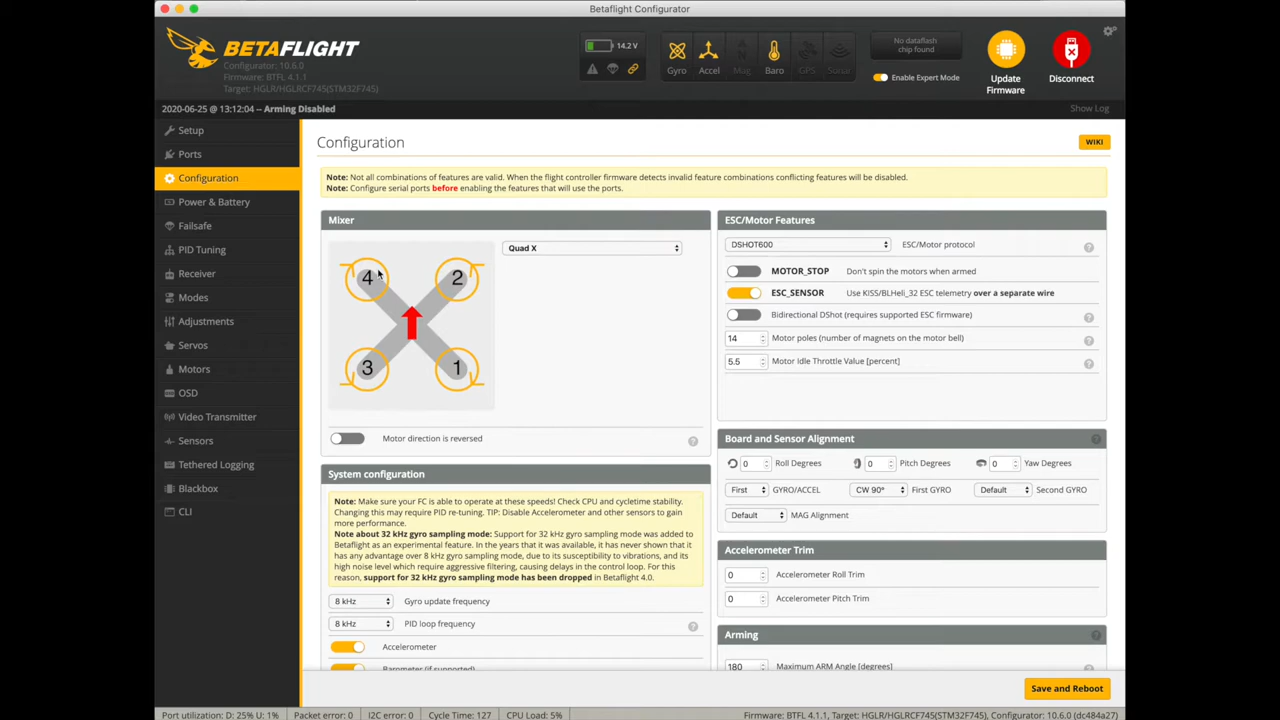 Betaflight Configurator
BETAFLIGHT
Configurator: 10.6.0
Firmware: BTFL 4.1.1
Target: HGLR/HGLRCF745(STM32F745)
14.2 V
Gyro
Accel
Mag
Baro
GPS
Sonar
No dataflash
chip found
Enable Expert Mode
Update
Firmware
Disconnect
2020-06-25 @ 13:12:04 -- Arming Disabled
Show Log
Setup
Ports
Configuration
Power & Battery
Failsafe
PID Tuning
Receiver
Modes
Adjustments
Servos
Motors
OSD
Video Transmitter
Sensors
Tethered Logging
Blackbox
CLI
Configuration
WIKI
Note: Not all combinations of features are valid. When the flight controller firmware detects invalid feature combinations conflicting features will be disabled.
Note: Configure serial ports before enabling the features that will use the ports.
Mixer
Quad X
4
2
3
1
Motor direction is reversed
?
System configuration
Note: Make sure your FC is able to operate at these speeds! Check CPU and cycletime stability.
Changing this may require PID re-tuning. TIP: Disable Accelerometer and other sensors to gain
more performance.
Note about 32 kHz gyro sampling mode: Support for 32 kHz gyro sampling mode was added to
Betaflight as an experimental feature. In the years that it was available, it has never shown that it
has any advantage over 8 kHz gyro sampling mode, due to its susceptibility to vibrations, and its
high noise level which require aggressive filtering, causing delays in the control loop. For this
reason, support for 32 kHz gyro sampling mode has been dropped in Betaflight 4.0.
8 kHz Gyro update frequency
8 kHz PID loop frequency ?
Accelerometer
Barometer (if supported)
ESC/Motor Features
DSHOT600 ESC/Motor protocol ?
MOTOR_STOP Don't spin the motors when armed
ESC_SENSOR Use KISS/BLHeli_32 ESC telemetry over a separate wire
Bidirectional DShot (requires supported ESC firmware) ?
14 Motor poles (number of magnets on the motor bell) ?
5.5 Motor Idle Throttle Value [percent] ?
Board and Sensor Alignment ?
0 Roll Degrees 0 Pitch Degrees 0 Yaw Degrees
First GYRO/ACCEL CW 90° First GYRO Default Second GYRO
Default MAG Alignment
Accelerometer Trim
0 Accelerometer Roll Trim
0 Accelerometer Pitch Trim
Arming ?
180 Maximum ARM Angle [degrees] ?
Save and Reboot
Port utilization: D: 25% U: 1% Packet error: 0 I2C error: 0 Cycle Time: 127 CPU Load: 5% Firmware: BTFL 4.1.1, Target: HGLR/HGLRCF745(STM32F745), Configurator: 10.6.0 (dc484a27)